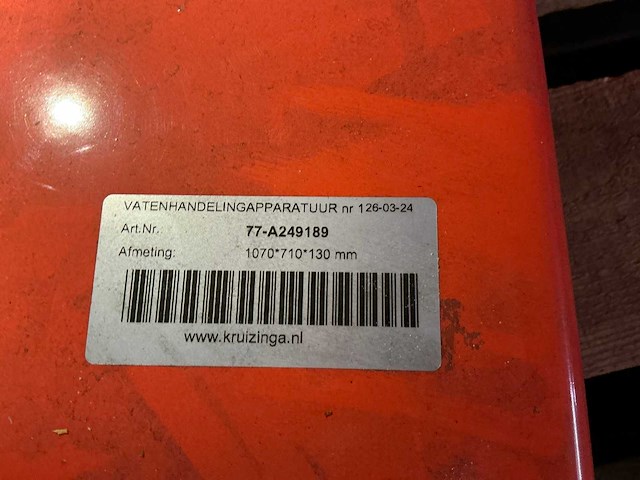 VATENHANDELINGAPPARATUUR nr 126-03-24
Art.Nr. 77-A249189
Afmeting: 1070*710*130 mm
www.kruizinga.nl